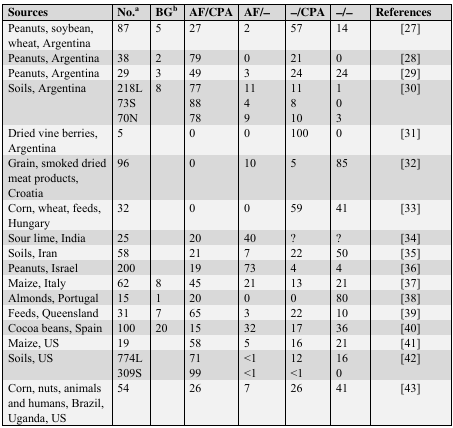 Sources No.a BGb AF/CPA AF/– –/CPA –/– References
Peanuts, soybean, 87 5 27 2 57 14 [27]
wheat, Argentina
Peanuts, Argentina 38 2 79 0 21 0 [28]
Peanuts, Argentina 29 3 49 3 24 24 [29]
Soils, Argentina 218L 8 77 11 11 1 [30]
73S 88 4 8 0
70N 78 9 10 3
Dried vine berries, 5 0 0 100 0 [31]
Argentina
Grain, smoked dried 96 0 10 5 85 [32]
meat products,
Croatia
Corn, wheat, feeds, 32 0 0 59 41 [33]
Hungary
Sour lime, India 25 20 40 ? ? [34]
Soils, Iran 58 21 7 22 50 [35]
Peanuts, Israel 200 19 73 4 4 [36]
Maize, Italy 62 8 45 21 13 21 [37]
Almonds, Portugal 15 1 20 0 0 80 [38]
Feeds, Queensland 31 7 65 3 22 10 [39]
Cocoa beans, Spain 100 20 15 32 17 36 [40]
Maize, US 19 58 5 16 21 [41]
Soils, US 774L 71 <1 12 16 [42]
309S 99 <1 <1 0
Corn, nuts, animals 54 26 7 26 41 [43]
and humans, Brazil,
Uganda, US